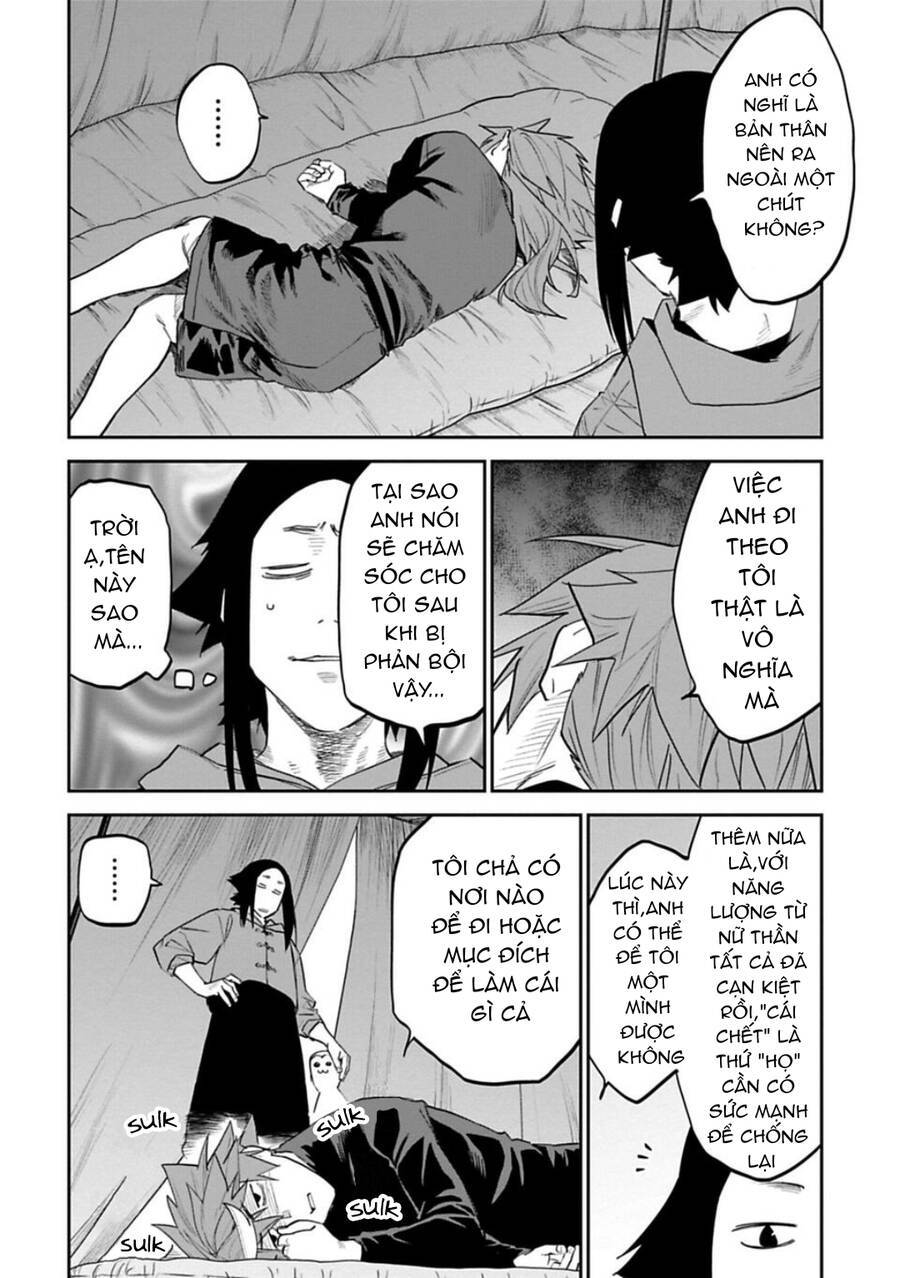 ANH CÓ
NGHĨ LÀ
BẢN THÂN
NÊN RA
NGOÀI MỘT
CHÚT
KHÔNG?
......
VIỆC
ANH ĐI
THEO
TÔI
THẬT LÀ
VÔ
NGHĨA
MÀ
TẠI SAO
ANH NÓI
SẼ CHĂM
SÓC CHO
TÔI SAU
KHI BỊ
PHẢN BỘI
VẬY...
TRỜI
Ạ,TÊN
NÀY
SAO
MÀ...
THÊM NỮA
LÀ,VỚI
NĂNG
LƯỢNG TỪ
NỮ THẦN
TẤT CẢ ĐÃ
CẠN KIỆT
RỒI,"CÁI
CHẾT" LÀ
THỨ "HỌ"
CẦN CÓ
SỨC MẠNH
ĐỂ CHỐNG
LẠI
LÚC NÀY
THÌ,ANH
CÓ THỂ
ĐỂ TÔI
MỘT
MÌNH
ĐƯỢC
KHÔNG
TÔI CHẢ CÓ
NƠI NÀO
ĐỂ ĐI HOẶC
MỤC ĐÍCH
ĐỂ LÀM CÁI
GÌ CẢ
....
sulk
sulk
sulk
sulk